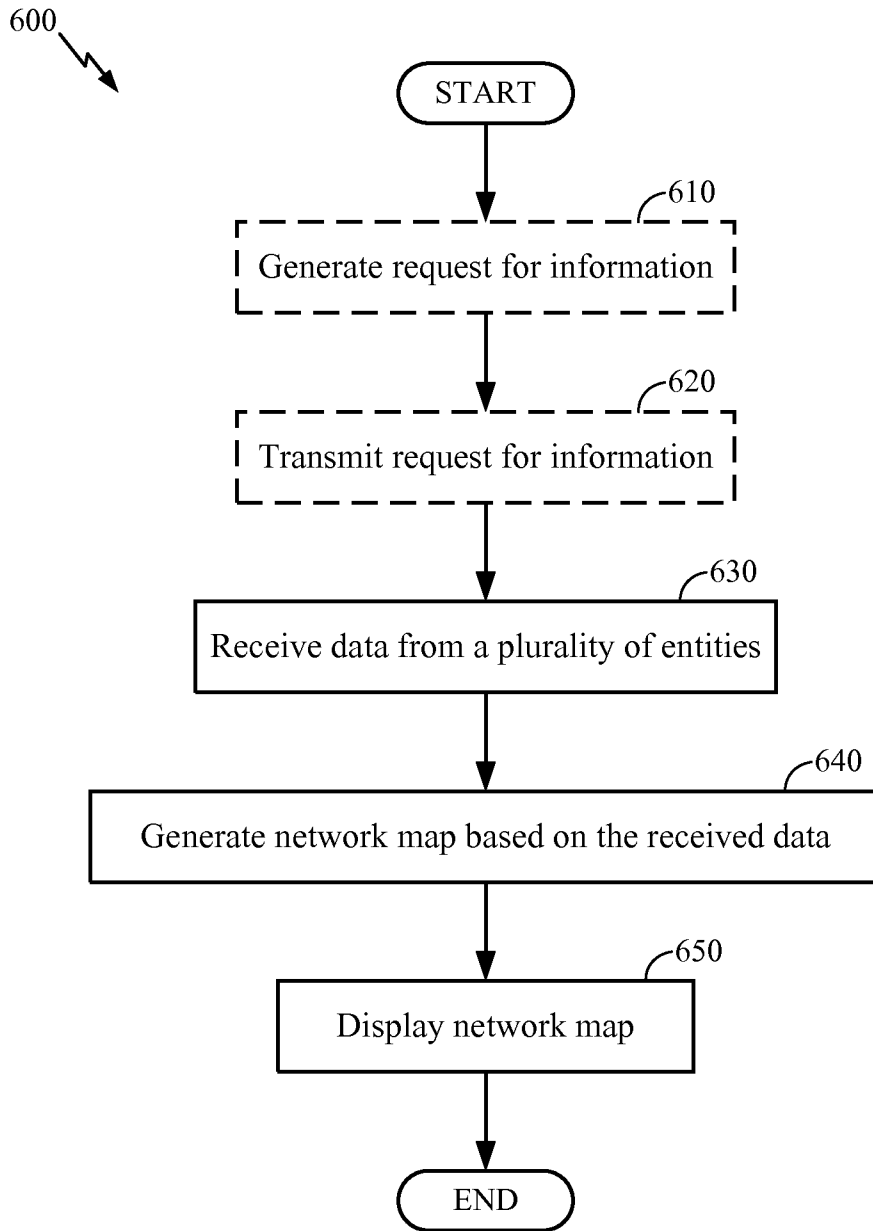 600
START
610
Generate request for information
620
Transmit request for information
630
Receive data from a plurality of entities
640
Generate network map based on the received data
650
Display network map
END